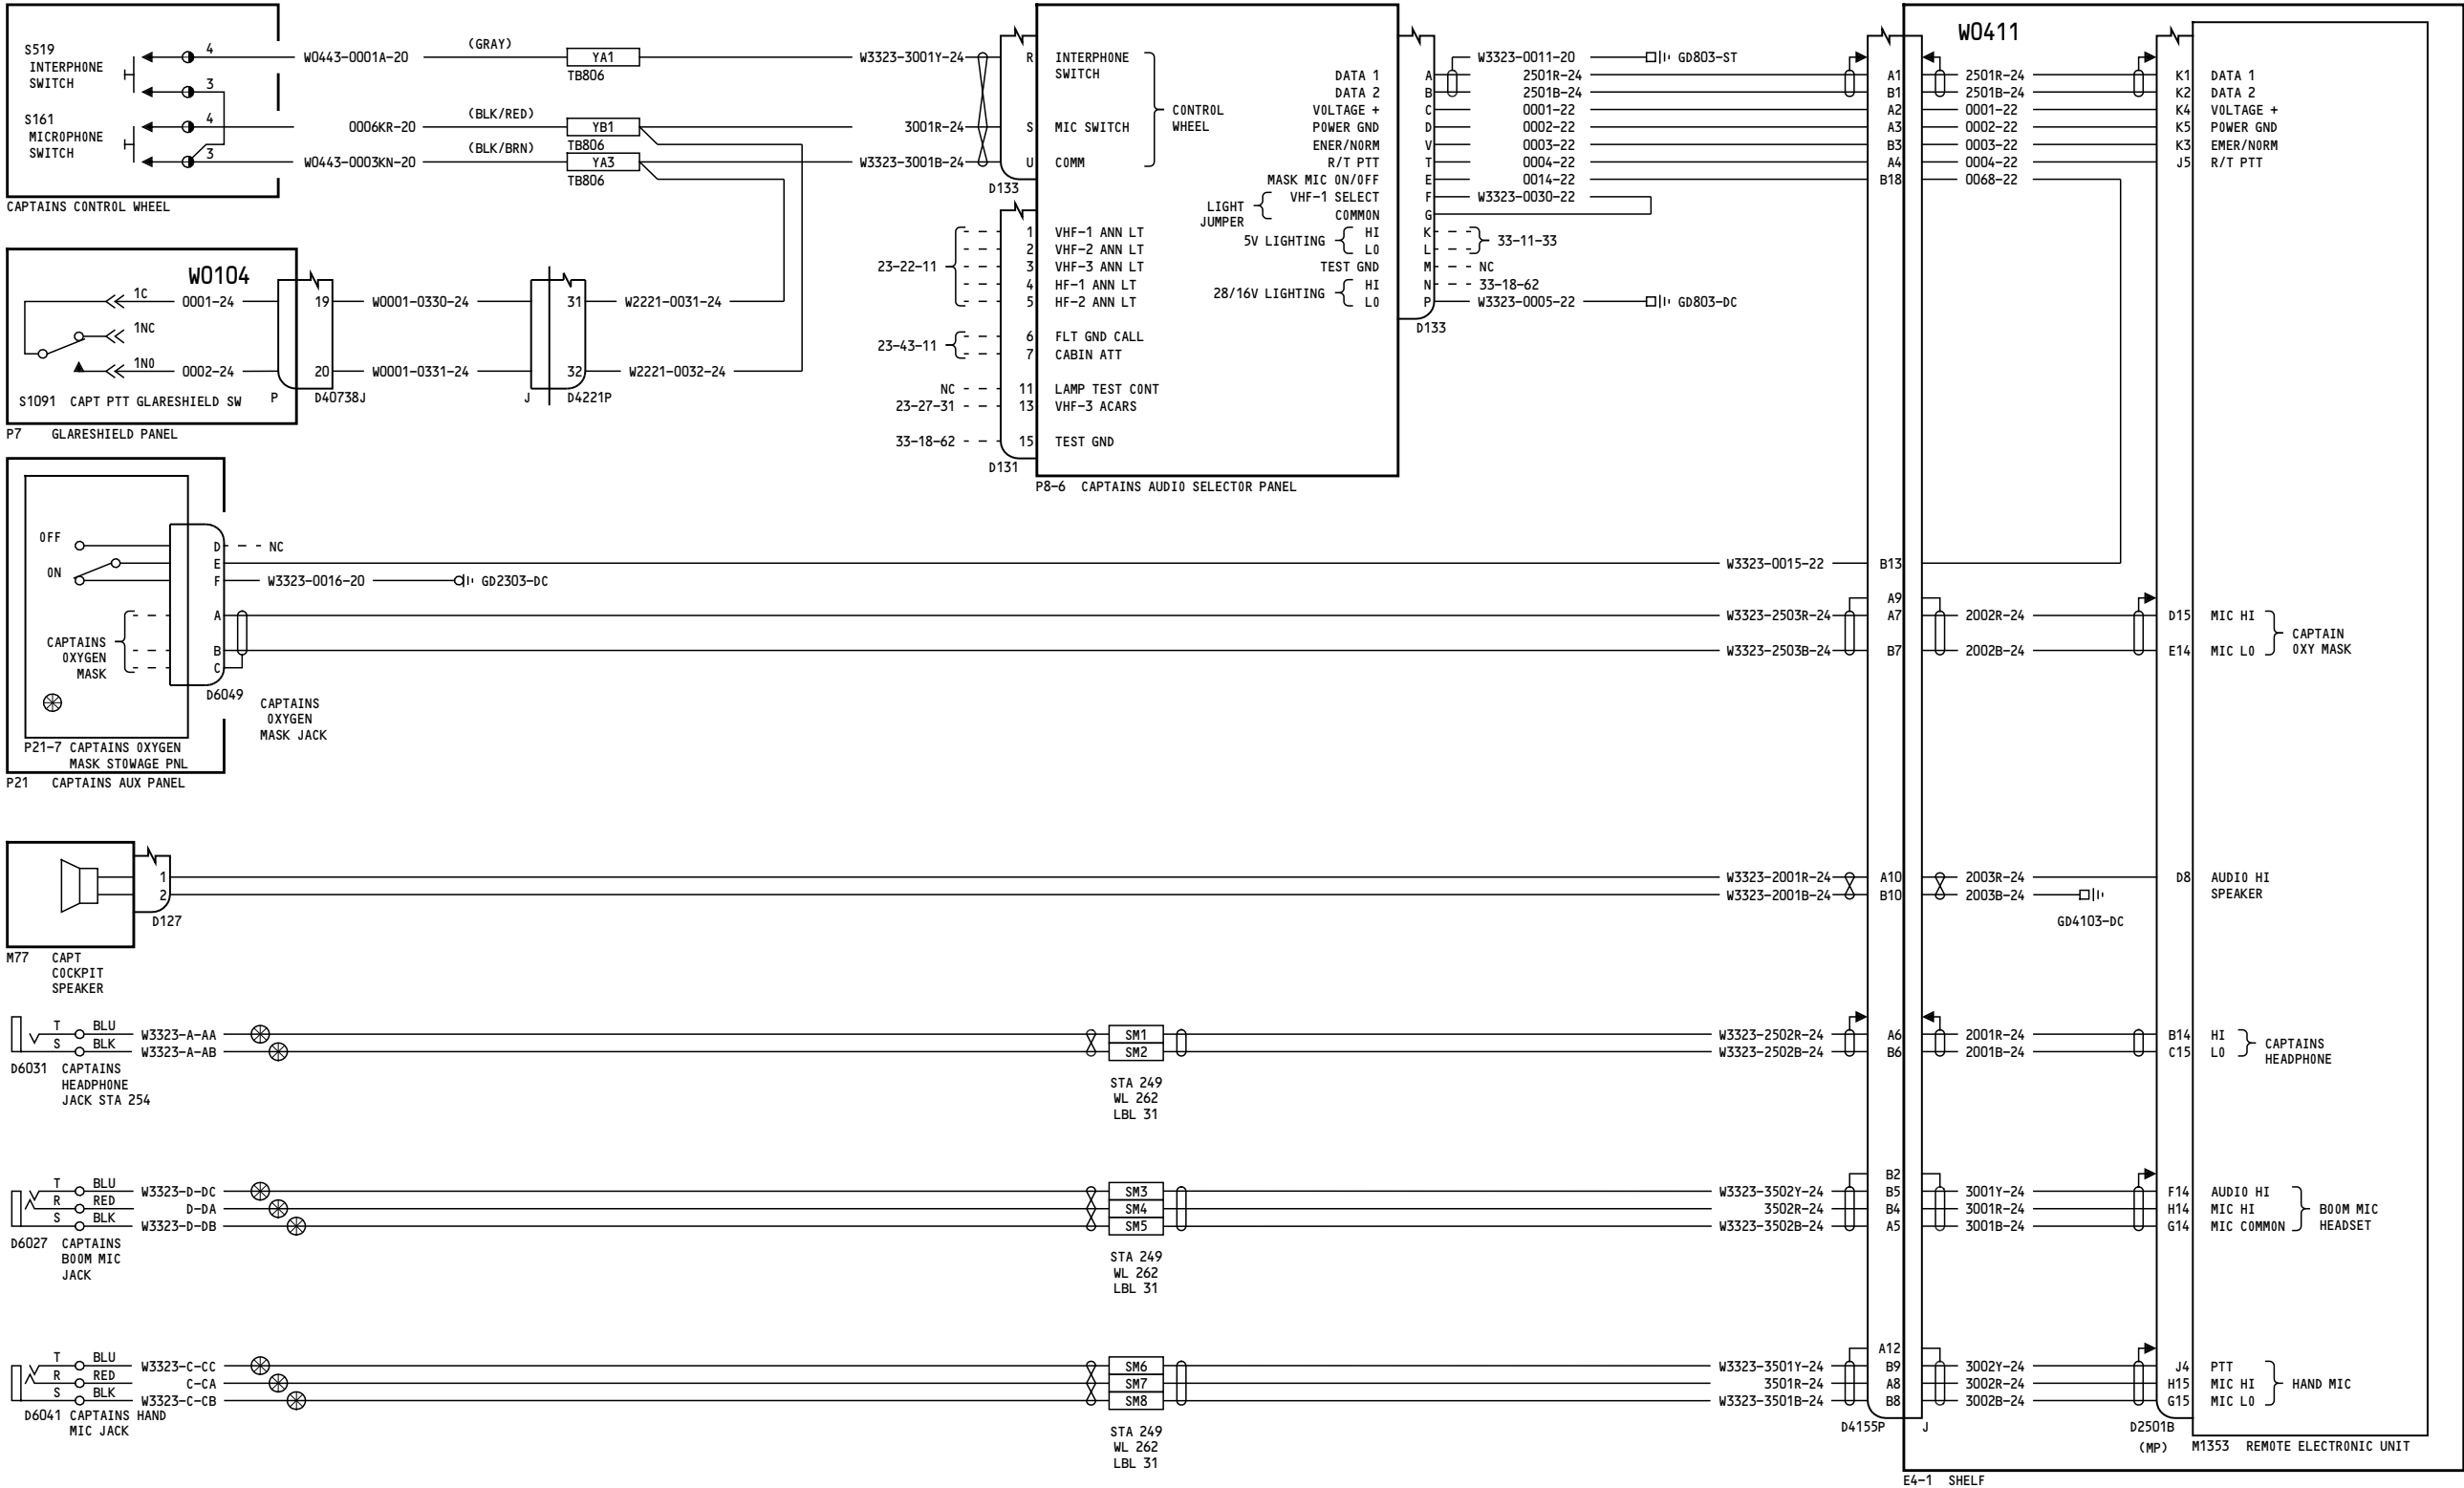 S519
INTERPHONE
SWITCH
4
3
W0443-0001A-20
(GRAY)
YA1
TB806
W3323-3001Y-24
S161
MICROPHONE
SWITCH
4
3
0006KR-20
(BLK/RED)
YB1
TB806
3001R-24
W0443-0003KN-20
(BLK/BRN)
YA3
TB806
W3323-3001B-24
CAPTAINS CONTROL WHEEL
R INTERPHONE
SWITCH
S MIC SWITCH
U COMM
CONTROL
WHEEL
D133
W0104
1C 0001-24 19 W0001-0330-24 31 W2221-0031-24
1NC
1NO 0002-24 20 W0001-0331-24 32 W2221-0032-24
S1091 CAPT PTT GLARESHIELD SW
P D40738J
J D4221P
P7 GLARESHIELD PANEL
23-22-11
1 VHF-1 ANN LT
2 VHF-2 ANN LT
3 VHF-3 ANN LT
4 HF-1 ANN LT
5 HF-2 ANN LT
23-43-11
6 FLT GND CALL
7 CABIN ATT
NC 11 LAMP TEST CONT
23-27-31 13 VHF-3 ACARS
33-18-62 15 TEST GND
D131
P8-6 CAPTAINS AUDIO SELECTOR PANEL
W3323-0011-20 GD803-ST
DATA 1 A 2501R-24 A1
DATA 2 B 2501B-24 B1
VOLTAGE + C 0001-22 A2
POWER GND D 0002-22 A3
ENER/NORM V 0003-22 B3
R/T PTT T 0004-22 A4
MASK MIC ON/OFF E 0014-22 B18
LIGHT
JUMPER
VHF-1 SELECT F W3323-0030-22
COMMON G
5V LIGHTING
HI K
LO L
33-11-33
TEST GND M NC
28/16V LIGHTING
HI N 33-18-62
LO P W3323-0005-22 GD803-DC
D133
W0411
2501R-24 K1 DATA 1
2501B-24 K2 DATA 2
0001-22 K4 VOLTAGE +
0002-22 K5 POWER GND
0003-22 K3 EMER/NORM
0004-22 J5 R/T PTT
0068-22
OFF
ON
D NC
E W3323-0015-22 B13
F W3323-0016-20 GD2303-DC
CAPTAINS
OXYGEN
MASK
A9
A W3323-2503R-24 A7 2002R-24 D15 MIC HI
B W3323-2503B-24 B7 2002B-24 E14 MIC LO
C
CAPTAIN
OXY MASK
D6049
CAPTAINS
OXYGEN
MASK JACK
P21-7 CAPTAINS OXYGEN
MASK STOWAGE PNL
P21 CAPTAINS AUX PANEL
1 W3323-2001R-24 A10 2003R-24 D8 AUDIO HI
2 W3323-2001B-24 B10 2003B-24 SPEAKER
GD4103-DC
D127
M77 CAPT
COCKPIT
SPEAKER
T BLU W3323-A-AA SM1 W3323-2502R-24 A6 2001R-24 B14 HI
S BLK W3323-A-AB SM2 W3323-2502B-24 B6 2001B-24 C15 LO
CAPTAINS
HEADPHONE
D6031 CAPTAINS
HEADPHONE
JACK STA 254
STA 249
WL 262
LBL 31
B2
T BLU W3323-D-DC SM3 W3323-3502Y-24 B5 3001Y-24 F14 AUDIO HI
R RED D-DA SM4 3502R-24 B4 3001R-24 H14 MIC HI
S BLK W3323-D-DB SM5 W3323-3502B-24 A5 3001B-24 G14 MIC COMMON
BOOM MIC
HEADSET
D6027 CAPTAINS
BOOM MIC
JACK
STA 249
WL 262
LBL 31
A12
T BLU W3323-C-CC SM6 W3323-3501Y-24 B9 3002Y-24 J4 PTT
R RED C-CA SM7 3501R-24 A8 3002R-24 H15 MIC HI
S BLK W3323-C-CB SM8 W3323-3501B-24 B8 3002B-24 G15 MIC LO
HAND MIC
D6041 CAPTAINS HAND
MIC JACK
STA 249
WL 262
LBL 31
D4155P J
D2501B
(MP)
M1353 REMOTE ELECTRONIC UNIT
E4-1 SHELF